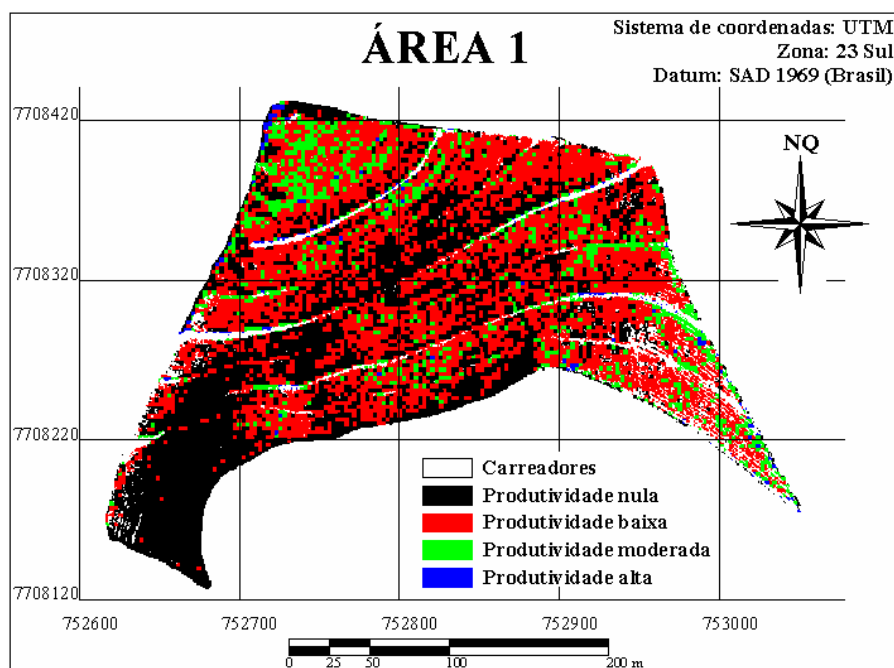 ÁREA 1
Sistema de coordenadas: UTM
Zona: 23 Sul
Datum: SAD 1969 (Brasil)
7708420
NQ
7708320
7708220
Carreadores
Produtividade nula
Produtividade baixa
Produtividade moderada
Produtividade alta
7708120
752600 752700 752800 752900 753000
0 25 50 100 200 m